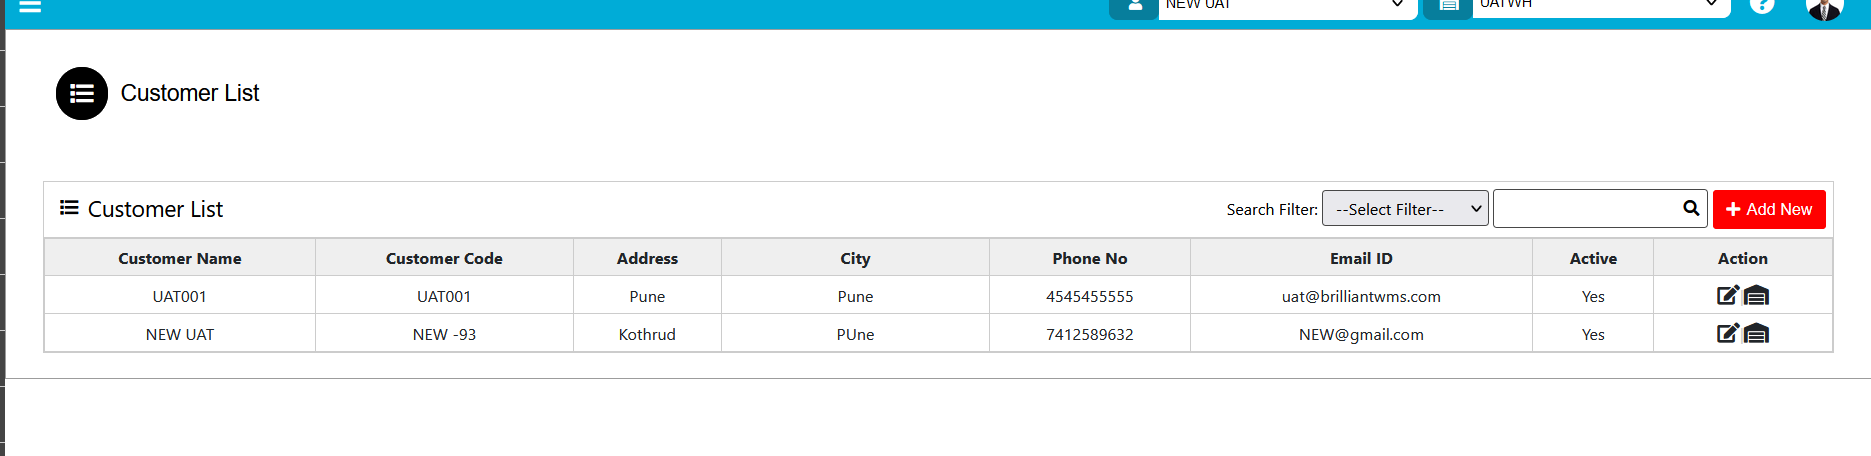 NEW UAT UATWH
Customer List
Customer List Search Filter: --Select Filter-- Add New
Customer Name Customer Code Address City Phone No Email ID Active Action
UAT001 UAT001 Pune Pune 4545455555 uat@brilliantwms.com Yes
NEW UAT NEW -93 Kothrud PUne 7412589632 NEW@gmail.com Yes